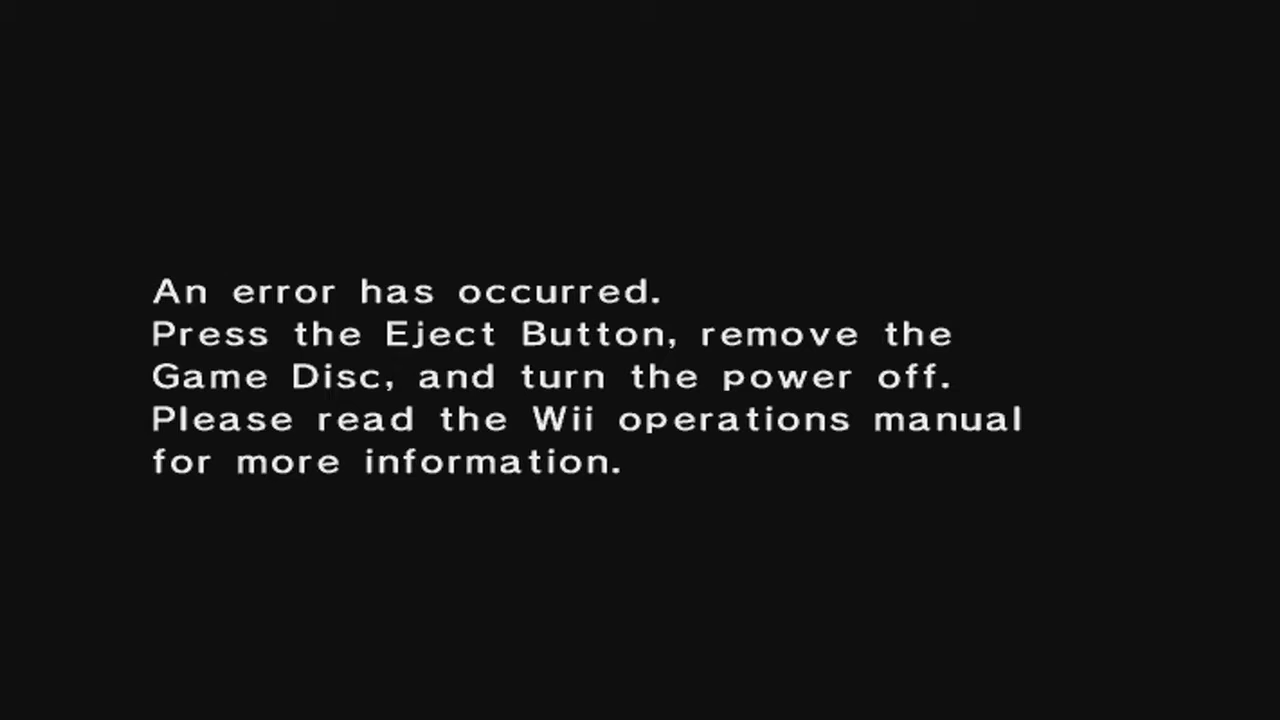 An error has occurred.
Press the Eject Button, remove the
Game Disc, and turn the power off.
Please read the Wii operations manual
for more information.